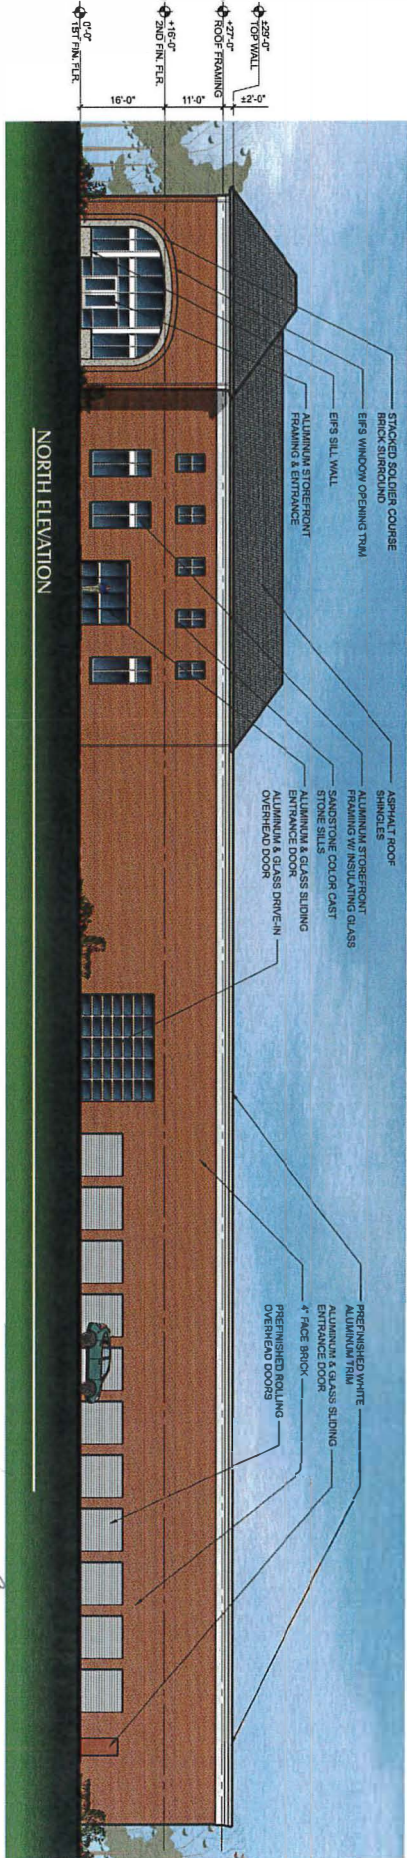 ±29'-0"
TOP WALL
+27'-0"
ROOF FRAMING
+16'-0"
2ND FIN. FLR.
0'-0"
1ST FIN. FLR.
±2'-0"
11'-0"
16'-0"
STACKED SOLDIER COURSE
BRICK SURROUND
EIFS WINDOW OPENING TRIM
EIFS SILL WALL
ALUMINUM STOREFRONT
FRAMING & ENTRANCE
ASPHALT ROOF
SHINGLES
ALUMINUM STOREFRONT
FRAMING W/ INSULATING GLASS
SANDSTONE COLOR CAST
STONE SILLS
ALUMINUM & GLASS SLIDING
ENTRANCE DOOR
ALUMINUM & GLASS DRIVE-IN
OVERHEAD DOOR
PREFINISHED WHITE
ALUMINUM TRIM
ALUMINUM & GLASS SLIDING
ENTRANCE DOOR
4" FACE BRICK
PREFINISHED ROLLING
OVERHEAD DOORS
NORTH ELEVATION